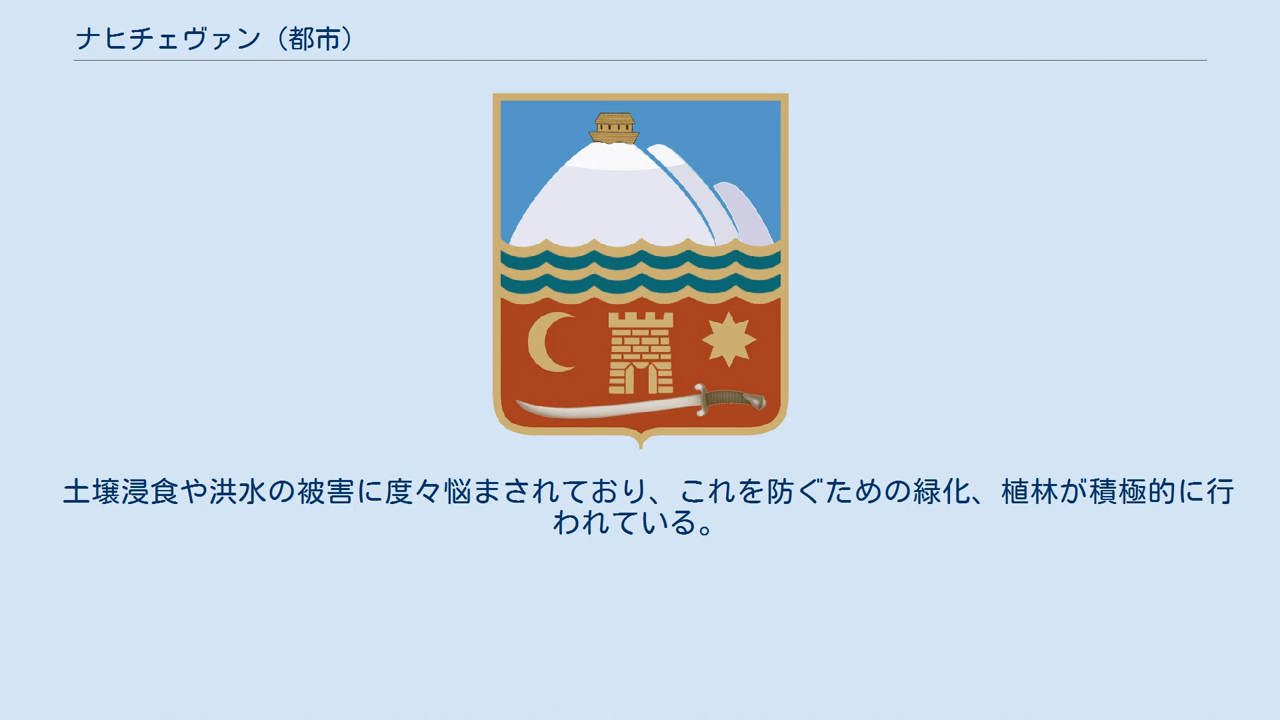 ナヒチェヴァン（都市）
土壌浸食や洪水の被害に度々悩まされており、これを防ぐための緑化、植林が積極的に行
われている。